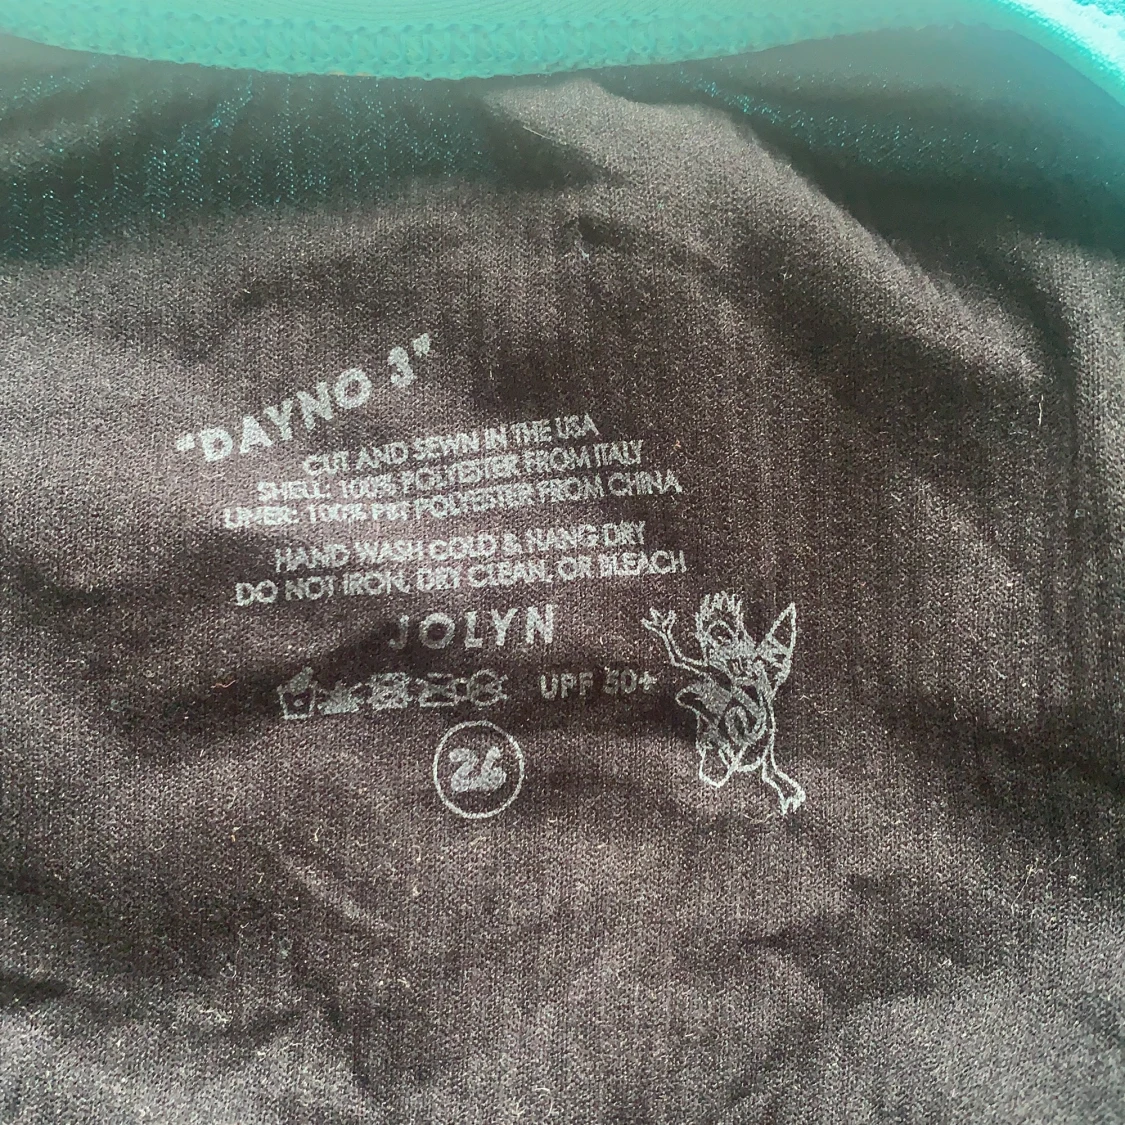 "DAYNO 3"
CUT AND SEWN IN THE USA
SHELL: 100% POLYESTER FROM ITALY
LINER: 100% PBT POLYESTER FROM CHINA
HAND WASH COLD & HANG DRY
DO NOT IRON, DRY CLEAN, OR BLEACH
JOLYN
UPF 50+
26